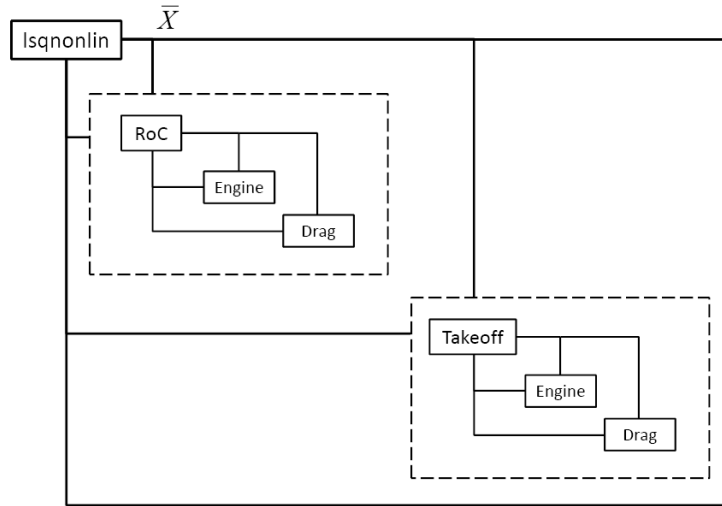 lsqnonlin
X̅
RoC
Engine
Drag
Takeoff
Engine
Drag